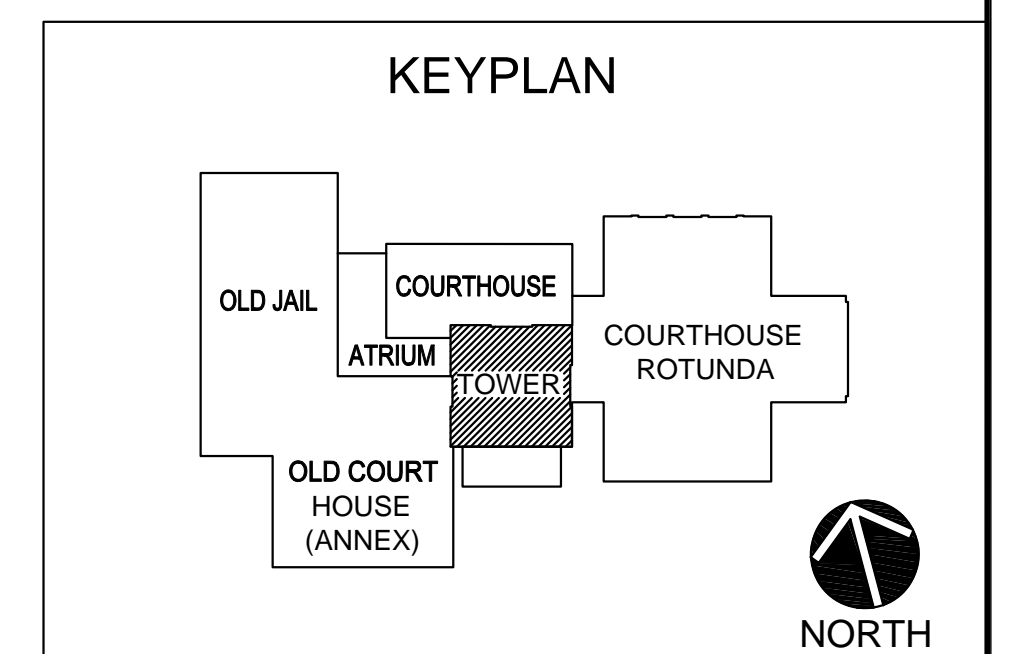 KEYPLAN
OLD JAIL
COURTHOUSE
ATRIUM
TOWER
COURTHOUSE
ROTUNDA
OLD COURT
HOUSE
(ANNEX)
NORTH